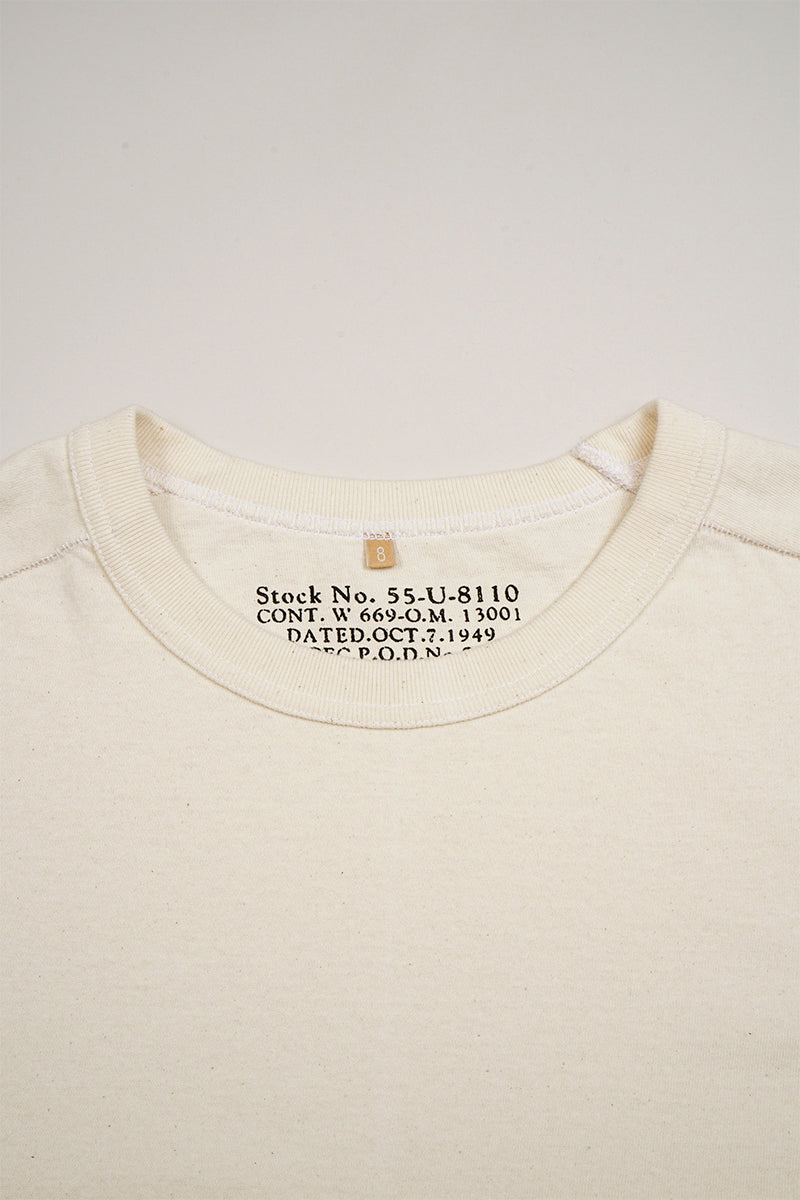 8
Stock No. 55-U-8110
CONT. W 669-O.M. 13001
DATED.OCT.7.1949
P.O.D.